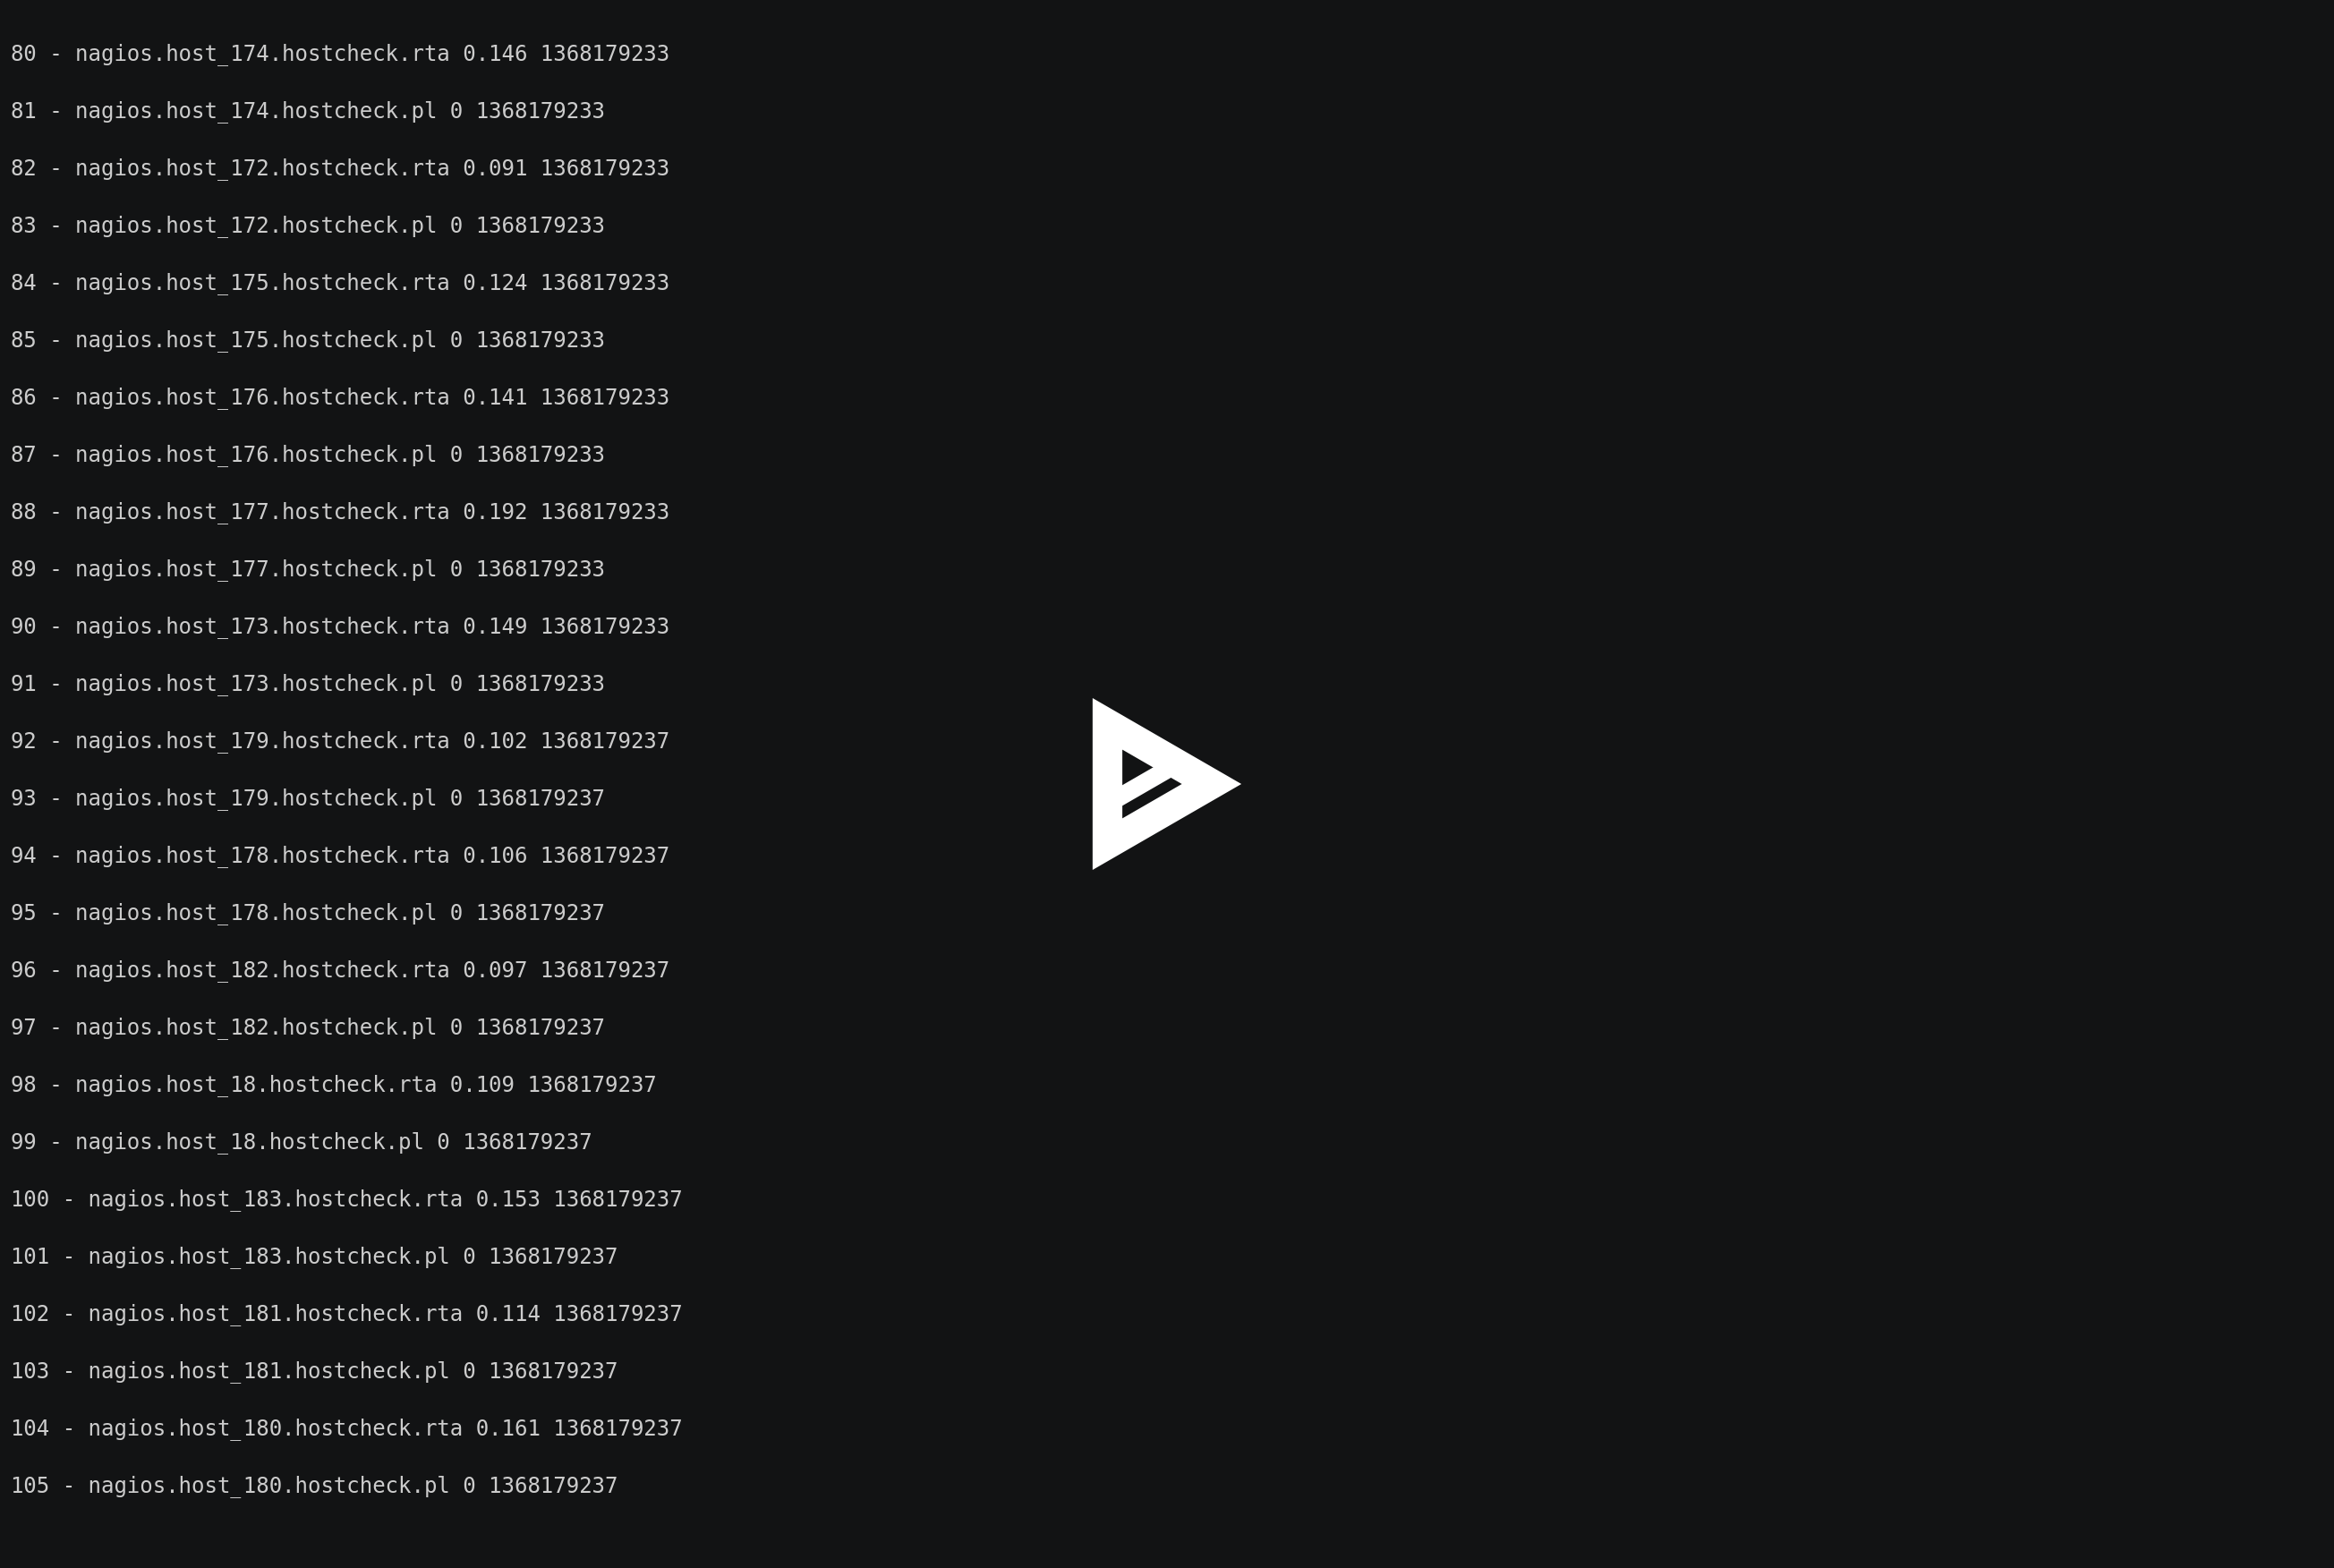 80 - nagios.host_174.hostcheck.rta 0.146 1368179233
81 - nagios.host_174.hostcheck.pl 0 1368179233
82 - nagios.host_172.hostcheck.rta 0.091 1368179233
83 - nagios.host_172.hostcheck.pl 0 1368179233
84 - nagios.host_175.hostcheck.rta 0.124 1368179233
85 - nagios.host_175.hostcheck.pl 0 1368179233
86 - nagios.host_176.hostcheck.rta 0.141 1368179233
87 - nagios.host_176.hostcheck.pl 0 1368179233
88 - nagios.host_177.hostcheck.rta 0.192 1368179233
89 - nagios.host_177.hostcheck.pl 0 1368179233
90 - nagios.host_173.hostcheck.rta 0.149 1368179233
91 - nagios.host_173.hostcheck.pl 0 1368179233
92 - nagios.host_179.hostcheck.rta 0.102 1368179237
93 - nagios.host_179.hostcheck.pl 0 1368179237
94 - nagios.host_178.hostcheck.rta 0.106 1368179237
95 - nagios.host_178.hostcheck.pl 0 1368179237
96 - nagios.host_182.hostcheck.rta 0.097 1368179237
97 - nagios.host_182.hostcheck.pl 0 1368179237
98 - nagios.host_18.hostcheck.rta 0.109 1368179237
99 - nagios.host_18.hostcheck.pl 0 1368179237
100 - nagios.host_183.hostcheck.rta 0.153 1368179237
101 - nagios.host_183.hostcheck.pl 0 1368179237
102 - nagios.host_181.hostcheck.rta 0.114 1368179237
103 - nagios.host_181.hostcheck.pl 0 1368179237
104 - nagios.host_180.hostcheck.rta 0.161 1368179237
105 - nagios.host_180.hostcheck.pl 0 1368179237